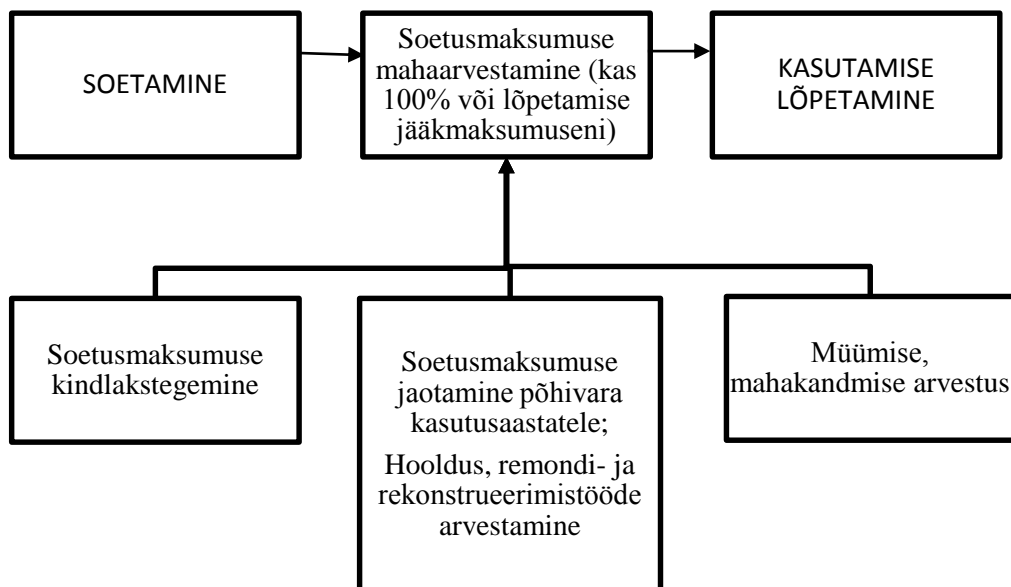 SOETAMINE
Soetusmaksumuse
mahaarvestamine (kas
100% või lõpetamise
jääkmaksumuseni)
KASUTAMISE
LÕPETAMINE
Soetusmaksumuse
kindlakstegemine
Soetusmaksumuse
jaotamine põhivara
kasutusaastatele;
Hooldus, remondi- ja
rekonstrueerimistööde
arvestamine
Müümise,
mahakandmise arvestus